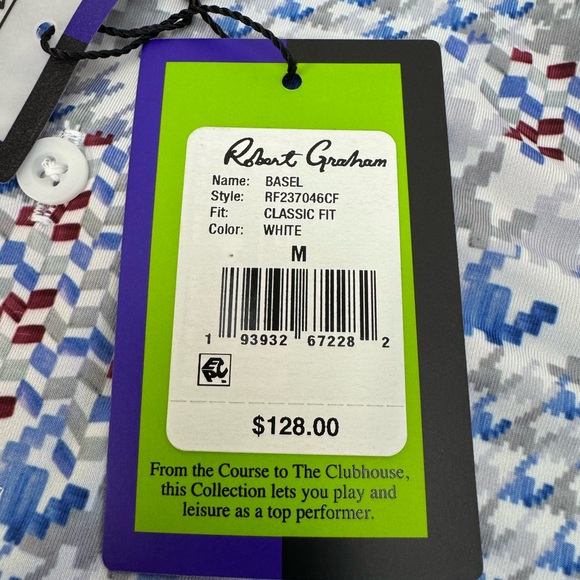 Robert Graham
Name: BASEL
Style: RF237046CF
Fit: CLASSIC FIT
Color: WHITE
M
1 93932 67228 2
$128.00
From the Course to The Clubhouse,
this Collection lets you play and
leisure as a top performer.